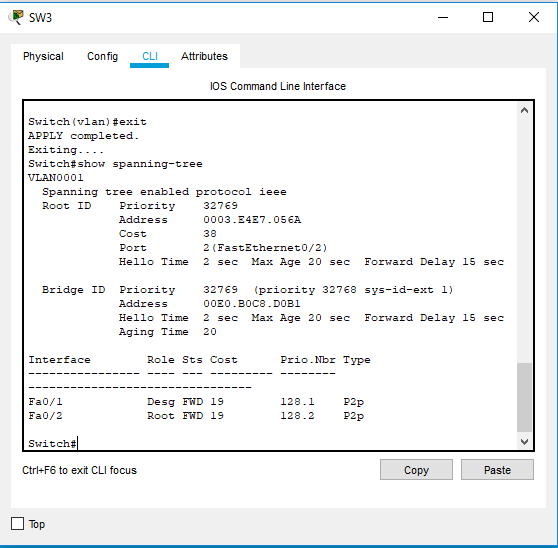 SW3
Physical Config CLI Attributes
IOS Command Line Interface
Switch(vlan)#exit
APPLY completed.
Exiting....
Switch#show spanning-tree
VLAN0001
  Spanning tree enabled protocol ieee
  Root ID    Priority    32769
             Address     0003.E4E7.056A
             Cost        38
             Port        2(FastEthernet0/2)
             Hello Time  2 sec  Max Age 20 sec  Forward Delay 15 sec
  Bridge ID  Priority    32769  (priority 32768 sys-id-ext 1)
             Address     00E0.B0C8.D0B1
             Hello Time  2 sec  Max Age 20 sec  Forward Delay 15 sec
             Aging Time  20
Interface        Role Sts Cost      Prio.Nbr Type
---------------- ---- --- --------- --------
--------------------------------
Fa0/1            Desg FWD 19        128.1    P2p
Fa0/2            Root FWD 19        128.2    P2p
Switch#
Ctrl+F6 to exit CLI focus
Copy Paste
Top